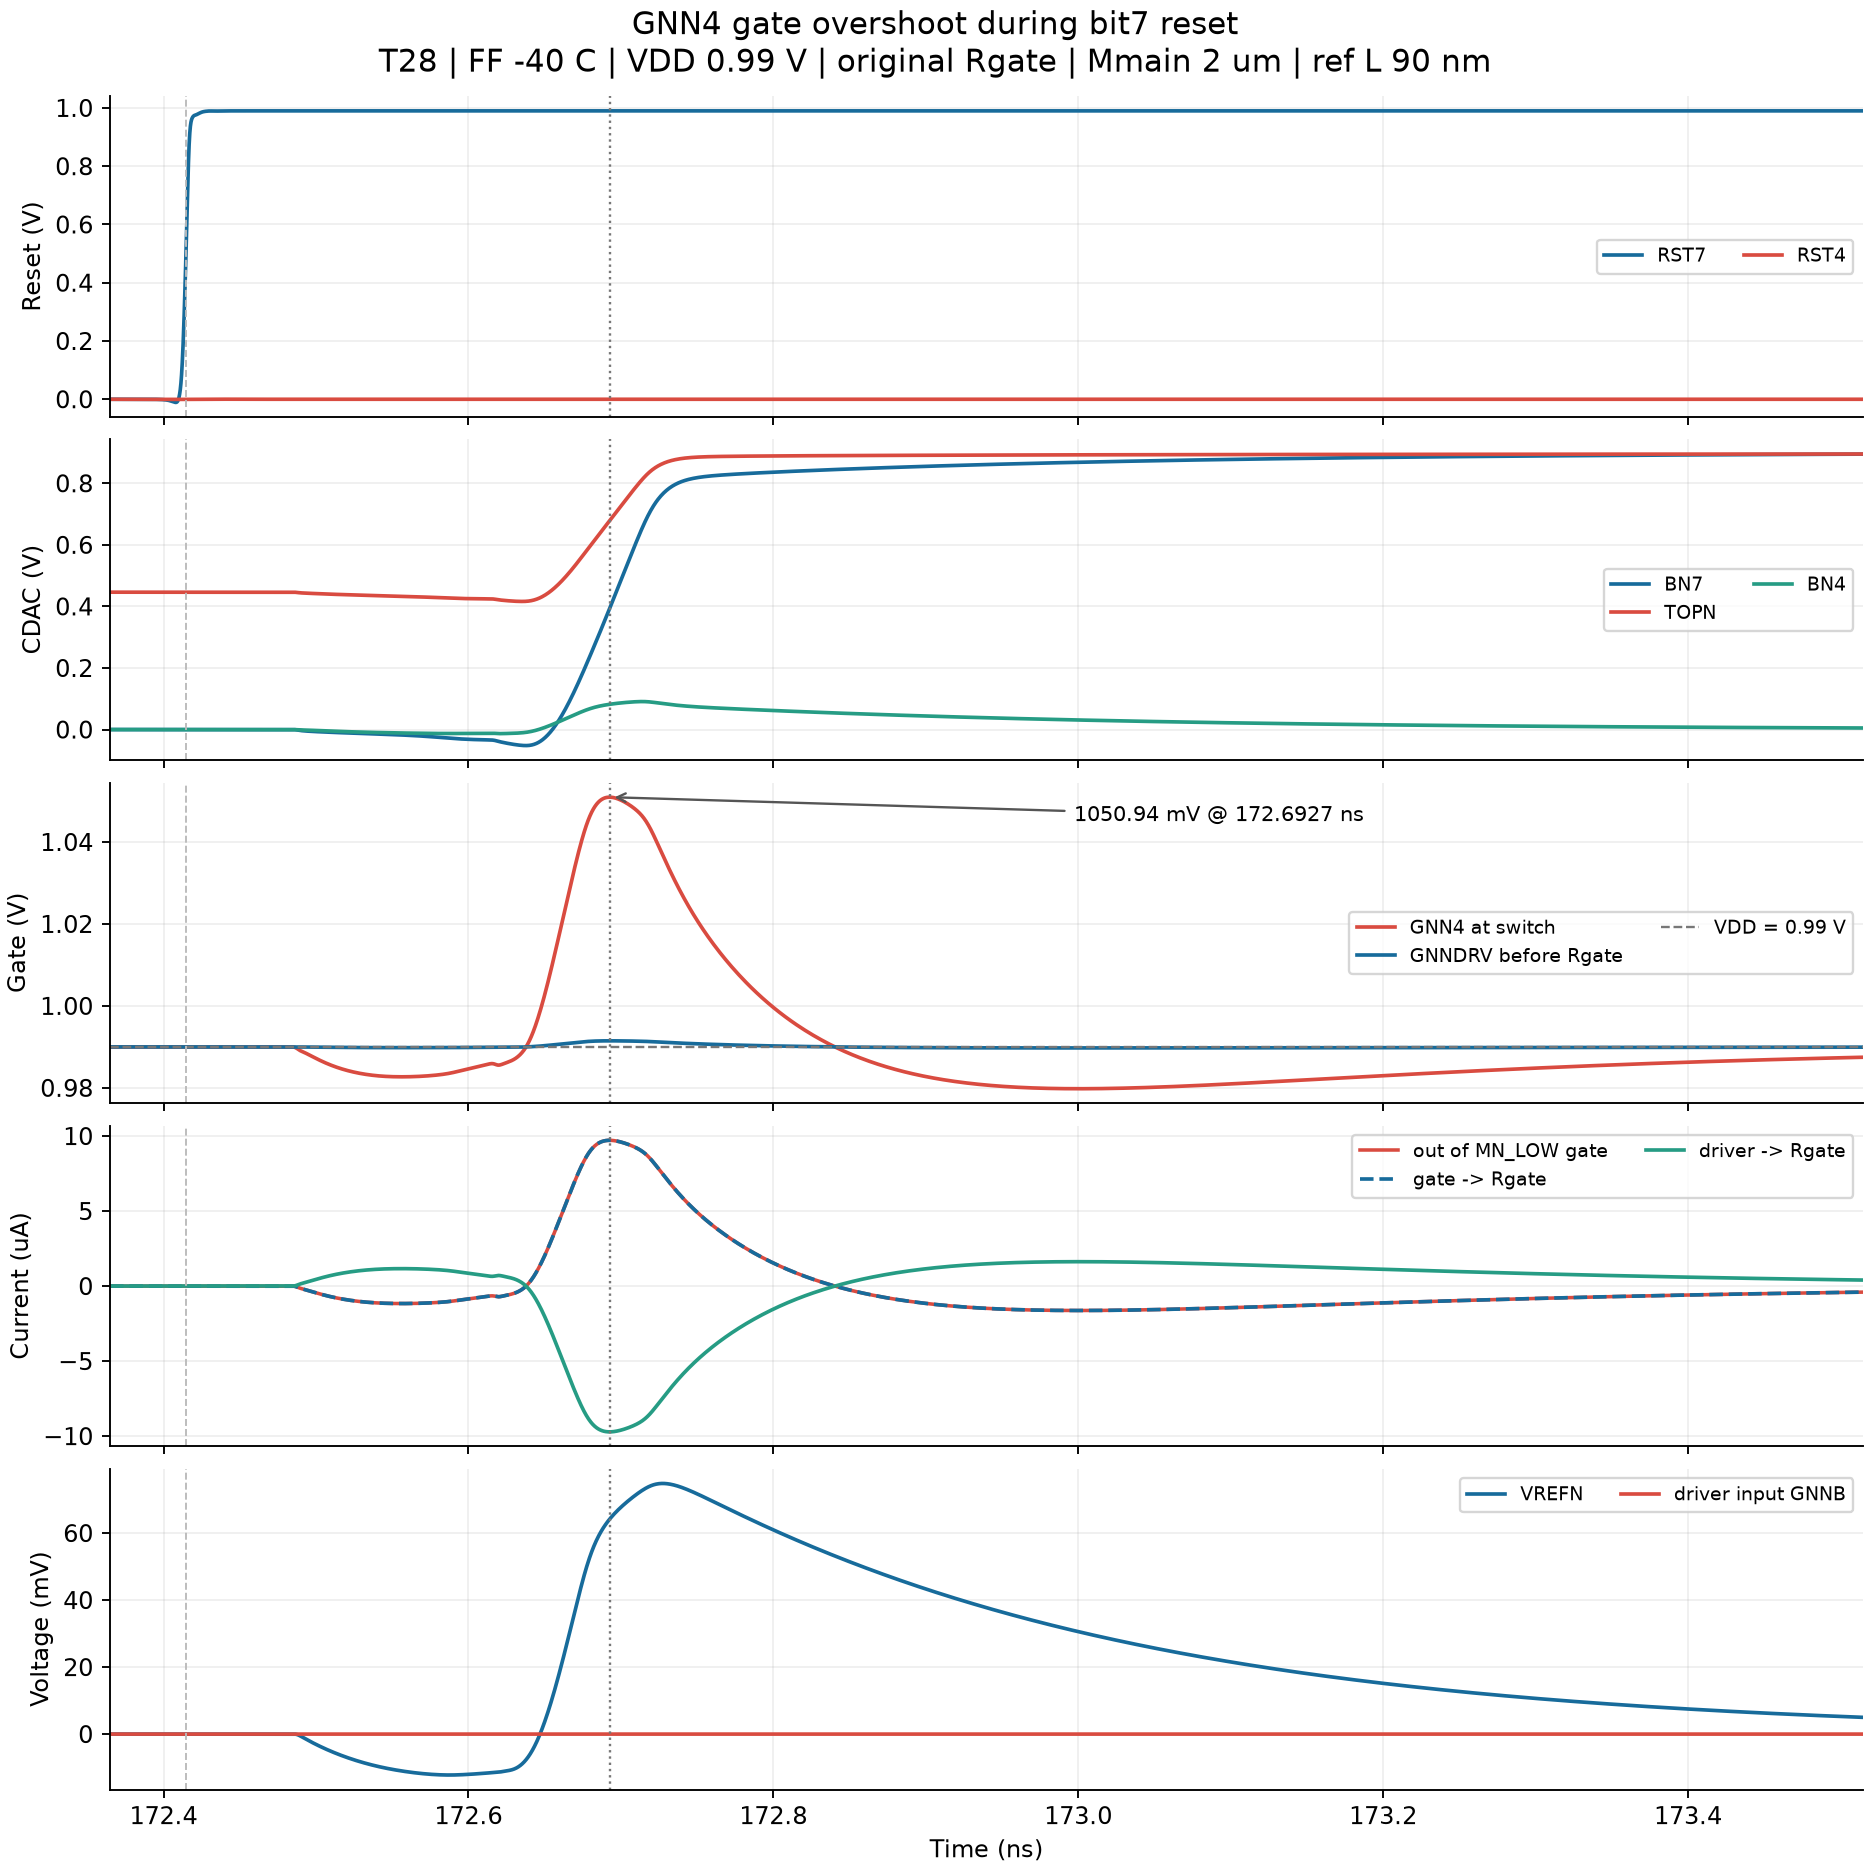 GNN4 gate overshoot during bit7 reset
T28 | FF -40 C | VDD 0.99 V | original Rgate | Mmain 2 um | ref L 90 nm
Reset (V)
1.0
0.8
0.6
0.4
0.2
0.0
RST7 RST4
CDAC (V)
0.8
0.6
0.4
0.2
0.0
BN7 BN4
TOPN
Gate (V)
1.04
1.02
1.00
0.98
1050.94 mV @ 172.6927 ns
GNN4 at switch VDD = 0.99 V
GNNDRV before Rgate
Current (uA)
10
5
0
−5
−10
out of MN_LOW gate driver -> Rgate
gate -> Rgate
Voltage (mV)
60
40
20
0
VREFN driver input GNNB
172.4 172.6 172.8 173.0 173.2 173.4
Time (ns)